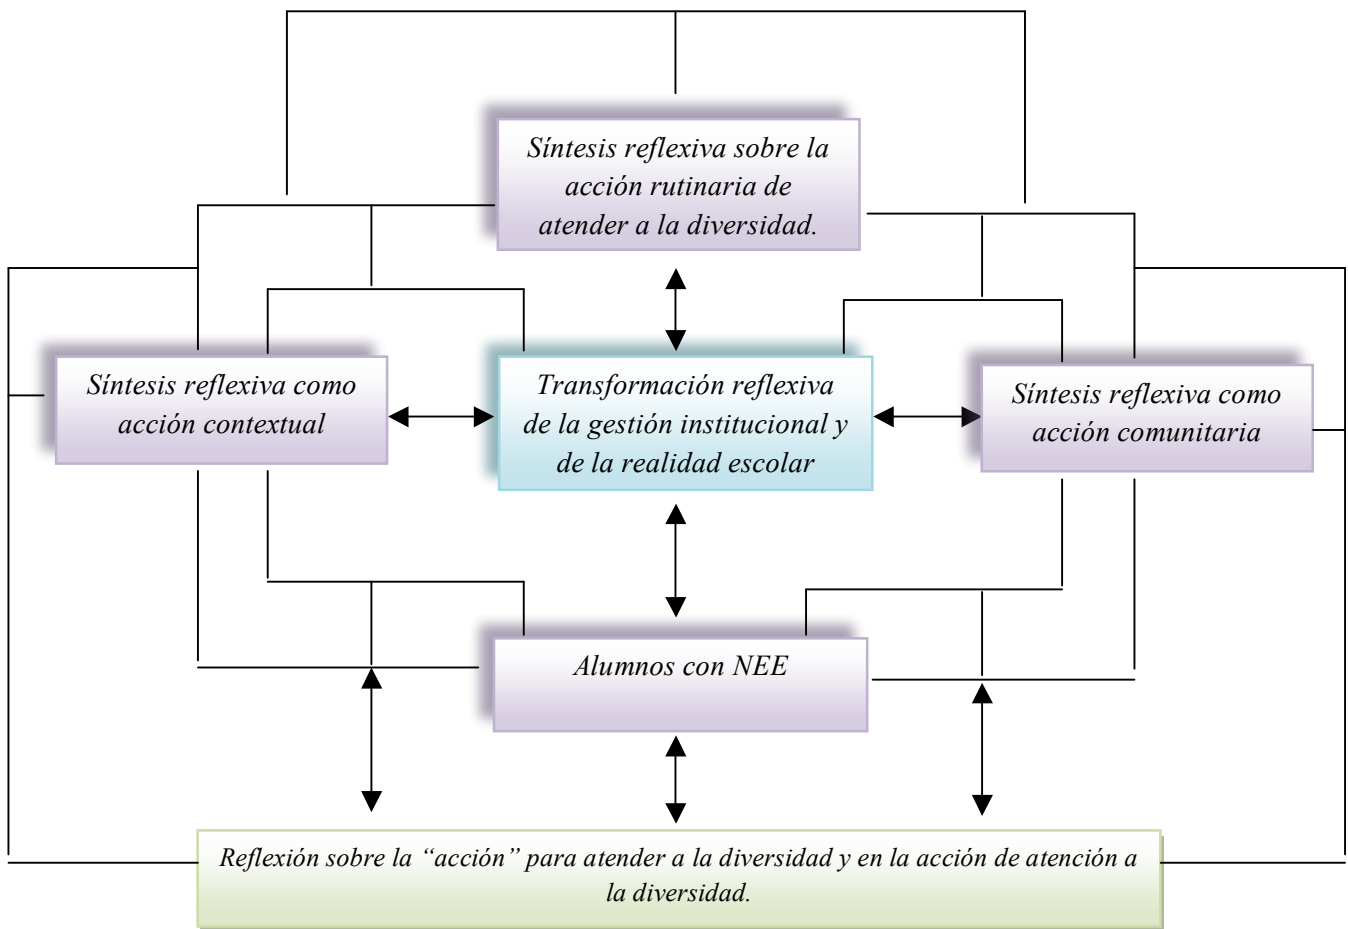 Síntesis reflexiva sobre la
acción rutinaria de
atender a la diversidad.
Síntesis reflexiva como
acción contextual
Transformación reflexiva
de la gestión institucional y
de la realidad escolar
Síntesis reflexiva como
acción comunitaria
Alumnos con NEE
Reflexión sobre la “acción” para atender a la diversidad y en la acción de atención a
la diversidad.